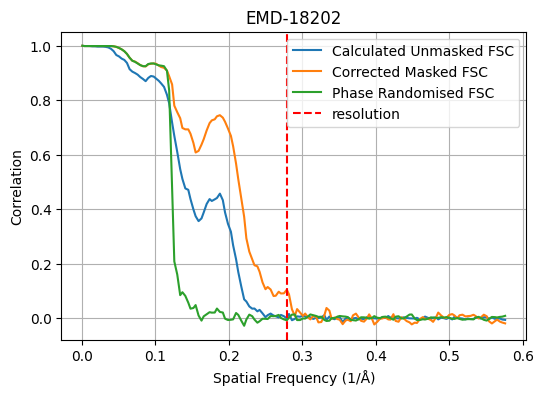 EMD-18202
Calculated Unmasked FSC
Corrected Masked FSC
Phase Randomised FSC
resolution
Correlation
1.0
0.8
0.6
0.4
0.2
0.0
0.0 0.1 0.2 0.3 0.4 0.5 0.6
Spatial Frequency (1/Å)